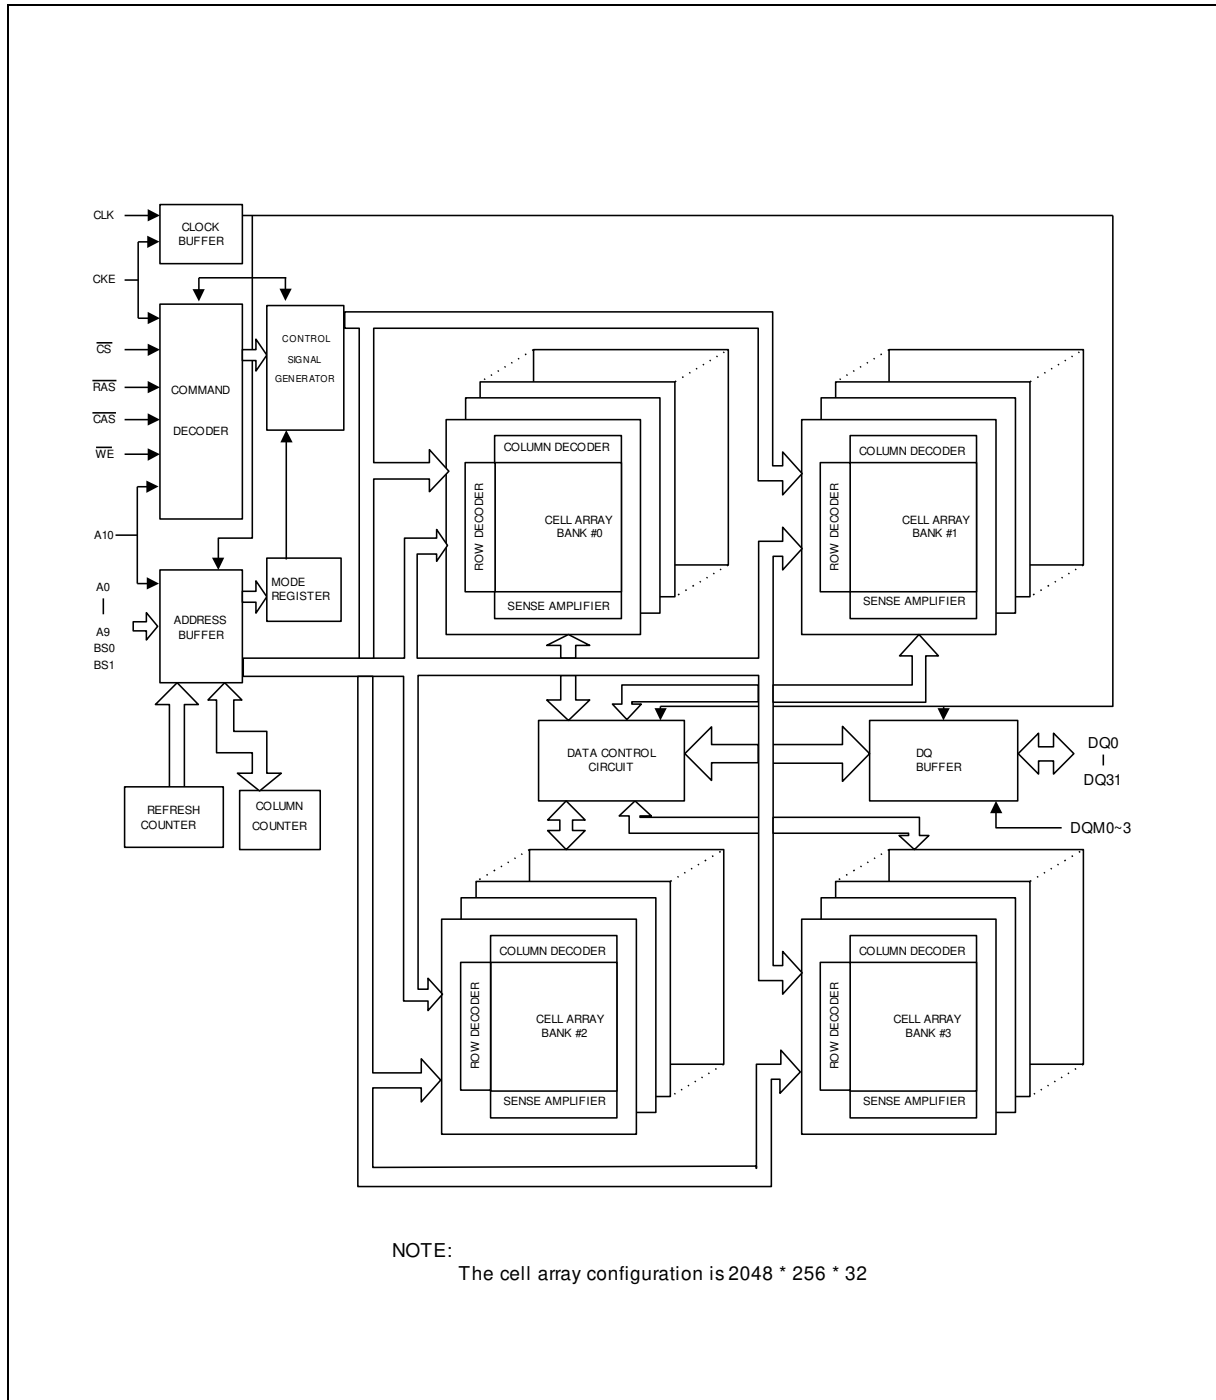 CLK
CLOCK
BUFFER
CKE
CS
RAS
CAS
WE
COMMAND
DECODER
CONTROL
SIGNAL
GENERATOR
A10
A0
A9
BS0
BS1
ADDRESS
BUFFER
MODE
REGISTER
REFRESH
COUNTER
COLUMN
COUNTER
COLUMN DECODER
ROW DECODER
CELL ARRAY
BANK #0
SENSE AMPLIFIER
COLUMN DECODER
ROW DECODER
CELL ARRAY
BANK #1
SENSE AMPLIFIER
DATA CONTROL
CIRCUIT
DQ
BUFFER
DQ0
DQ31
DQM0~3
COLUMN DECODER
ROW DECODER
CELL ARRAY
BANK #2
SENSE AMPLIFIER
COLUMN DECODER
ROW DECODER
CELL ARRAY
BANK #3
SENSE AMPLIFIER
NOTE:
The cell array configuration is 2048 * 256 * 32